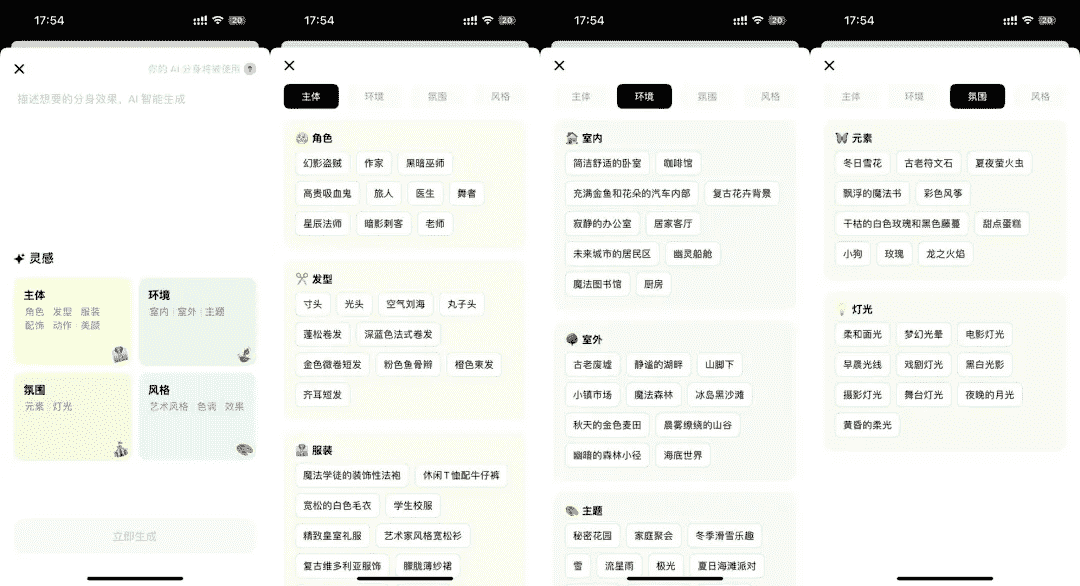 17:54
20
你的 AI 分身将被使用
描述想要的分身效果，AI 智能生成
灵感
主体
角色 发型 服装
配饰 动作 美颜
环境
室内 室外 主题
氛围
元素 灯光
风格
艺术风格 色调 效果
立即生成
17:54
20
主体 环境 氛围 风格
角色
幻影盗贼 作家 黑暗巫师
高贵吸血鬼 旅人 医生 舞者
星辰法师 暗影刺客 老师
发型
寸头 光头 空气刘海 丸子头
蓬松卷发 深蓝色法式卷发
金色微卷短发 粉色鱼骨辫 橙色束发
齐耳短发
服装
魔法学徒的装饰性法袍 休闲T恤配牛仔裤
宽松的白色毛衣 学生校服
精致皇室礼服 艺术家风格宽松衫
复古维多利亚服饰 朦胧薄纱裙
17:54
20
主体 环境 氛围 风格
室内
简洁舒适的卧室 咖啡馆
充满金鱼和花朵的汽车内部 复古花卉背景
寂静的办公室 居家客厅
未来城市的居民区 幽灵船舱
魔法图书馆 厨房
室外
古老废墟 静谧的湖畔 山脚下
小镇市场 魔法森林 冰岛黑沙滩
秋天的金色麦田 晨雾缭绕的山谷
幽暗的森林小径 海底世界
主题
秘密花园 家庭聚会 冬季滑雪乐趣
雪 流星雨 极光 夏日海滩派对
17:54
20
主体 环境 氛围 风格
元素
冬日雪花 古老符文石 夏夜萤火虫
飘浮的魔法书 彩色风筝
干枯的白色玫瑰和黑色藤蔓 甜点蛋糕
小狗 玫瑰 龙之火焰
灯光
柔和面光 梦幻光晕 电影灯光
早晨光线 戏剧灯光 黑白光影
摄影灯光 舞台灯光 夜晚的月光
黄昏的柔光